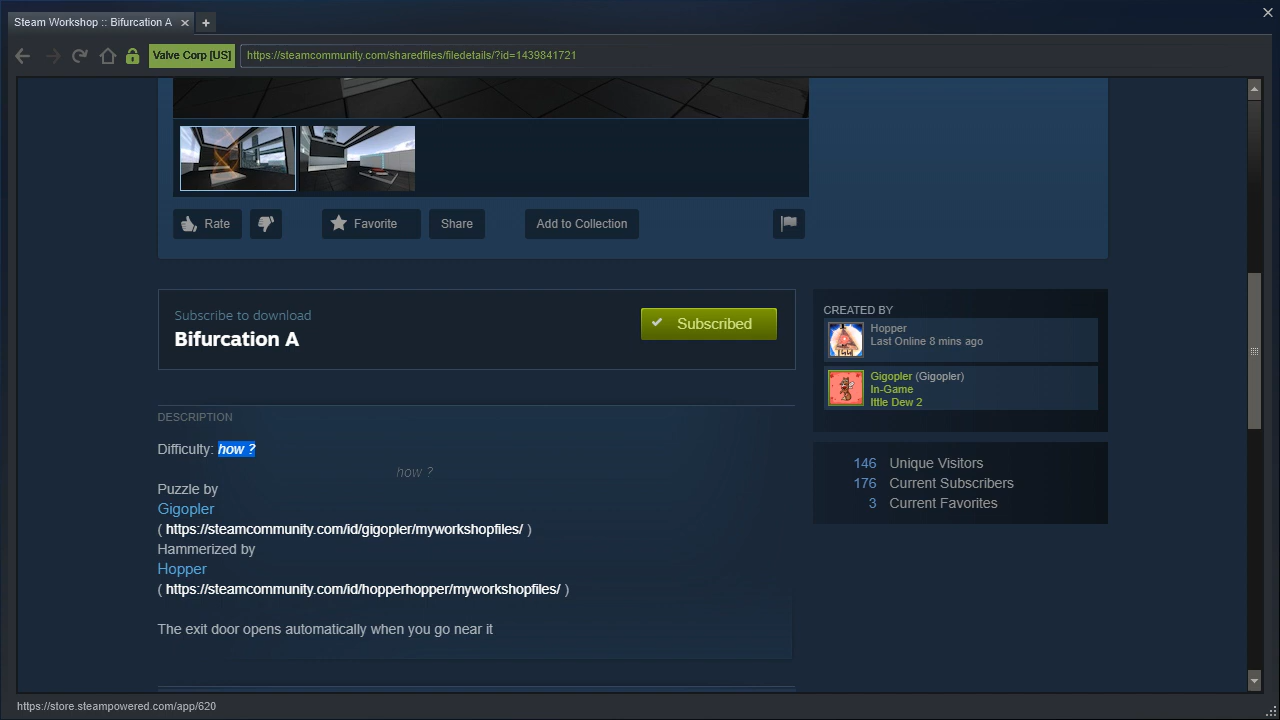 Steam Workshop :: Bifurcation A
Valve Corp [US]
https://steamcommunity.com/sharedfiles/filedetails/?id=1439841721
Rate
Favorite
Share
Add to Collection
Subscribe to download
Bifurcation A
Subscribed
CREATED BY
Hopper
Last Online 8 mins ago
Gigopler (Gigopler)
In-Game
Ittle Dew 2
146 Unique Visitors
176 Current Subscribers
3 Current Favorites
DESCRIPTION
Difficulty: how ?
how ?
Puzzle by
Gigopler
( https://steamcommunity.com/id/gigopler/myworkshopfiles/ )
Hammerized by
Hopper
( https://steamcommunity.com/id/hopperhopper/myworkshopfiles/ )
The exit door opens automatically when you go near it
https://store.steampowered.com/app/620